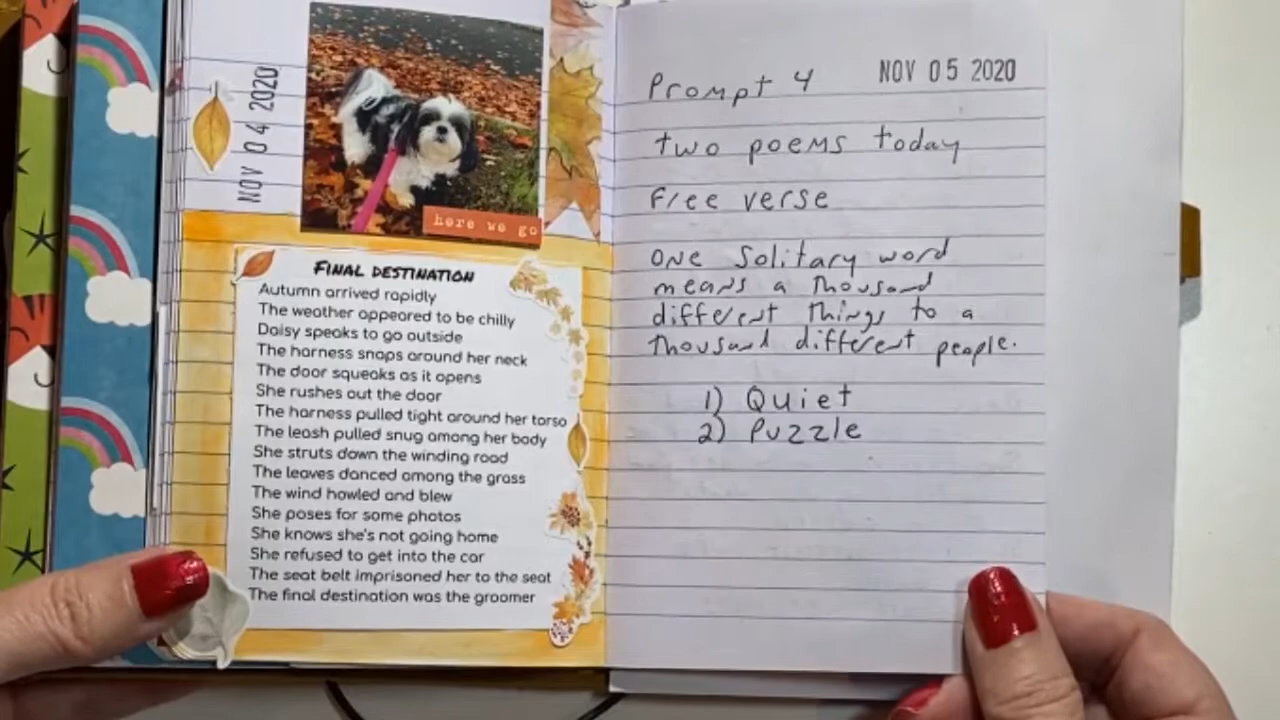 NOV 04 2020
here we go
FINAL DESTINATION
Autumn arrived rapidly
The weather appeared to be chilly
Daisy speaks to go outside
The harness snaps around her neck
The door squeaks as it opens
She rushes out the door
The harness pulled tight around her torso
The leash pulled snug among her body
She struts down the winding road
The leaves danced among the grass
The wind howled and blew
She poses for some photos
She knows she's not going home
She refused to get into the car
The seat belt imprisoned her to the seat
The final destination was the groomer
Prompt 4 NOV 05 2020
two poems today
Free verse
one solitary word
means a thousand
different things to a
thousand different people.
1) Quiet
2) Puzzle